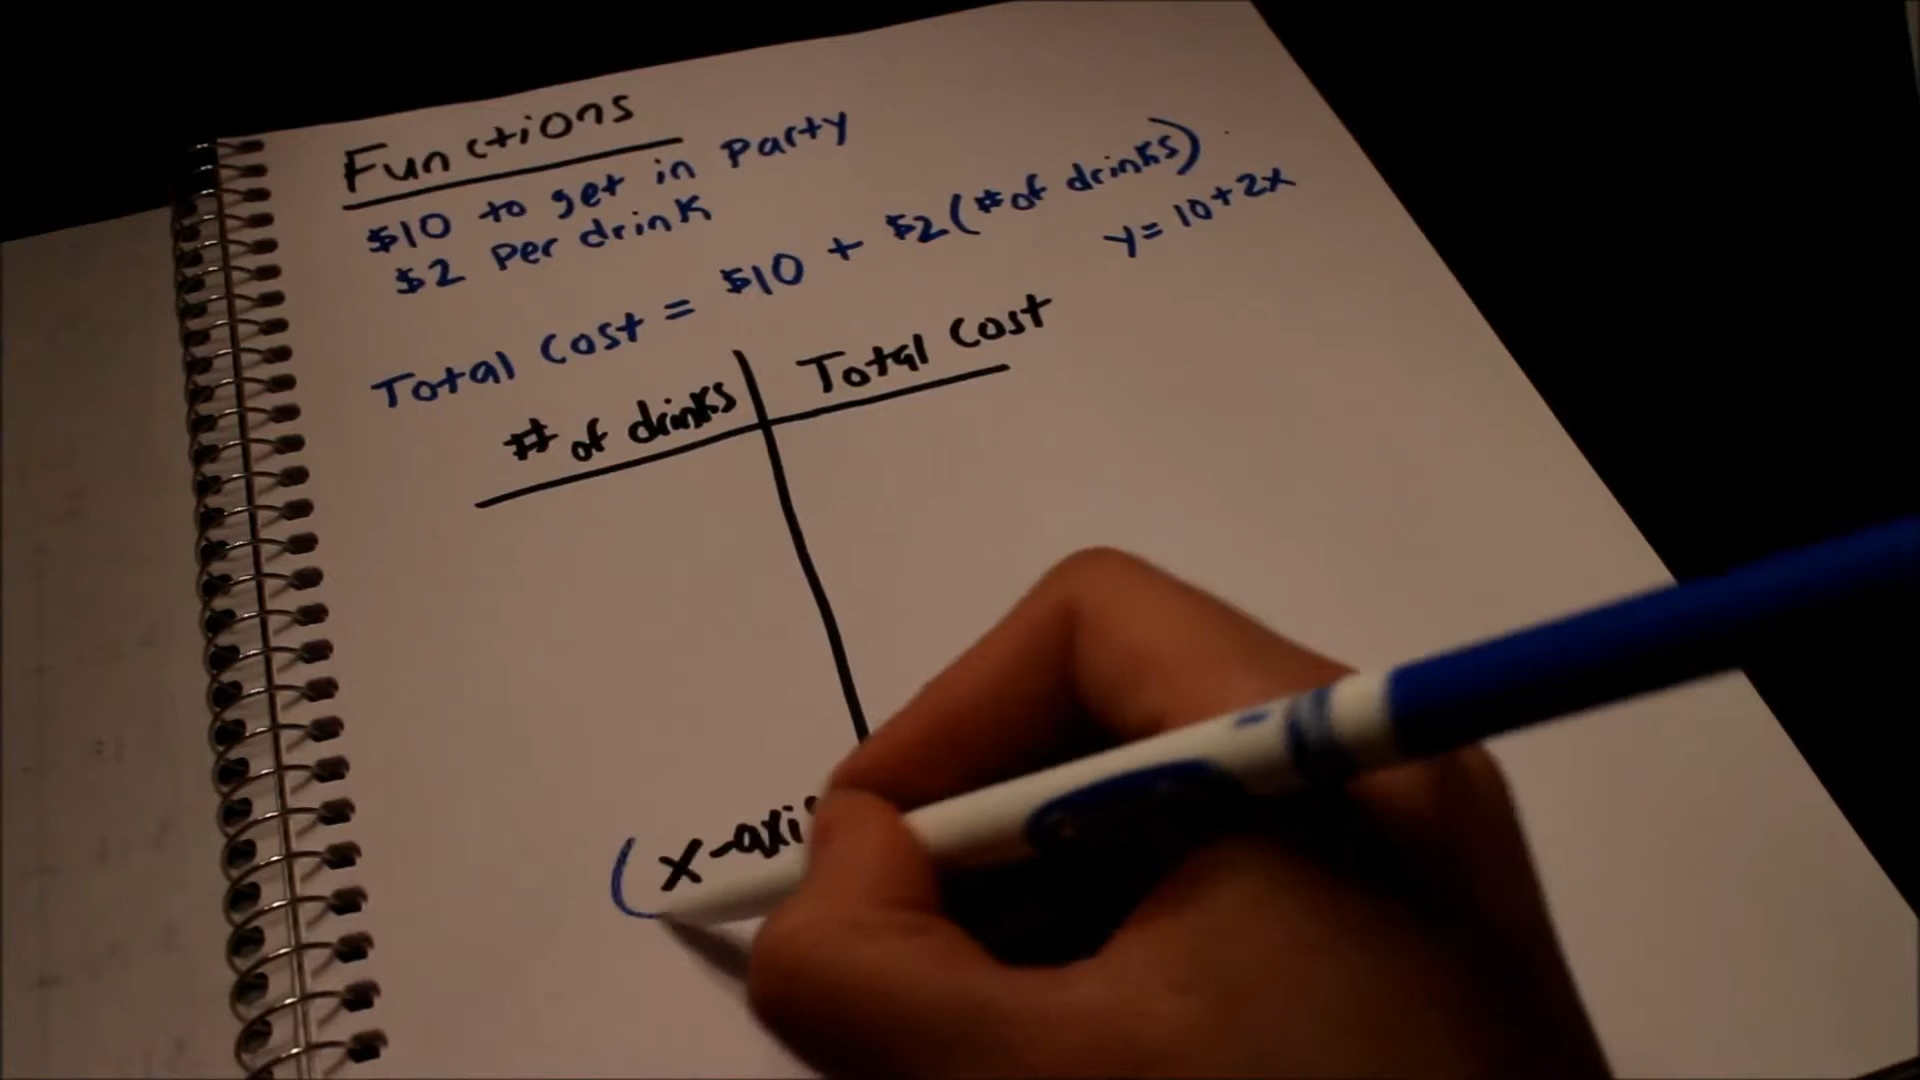 Functions
$10 to get in Party
$2 per drink
Total Cost = $10 + $2 (# of drinks)
y = 10 + 2x
# of drinks Total Cost
(x-axis